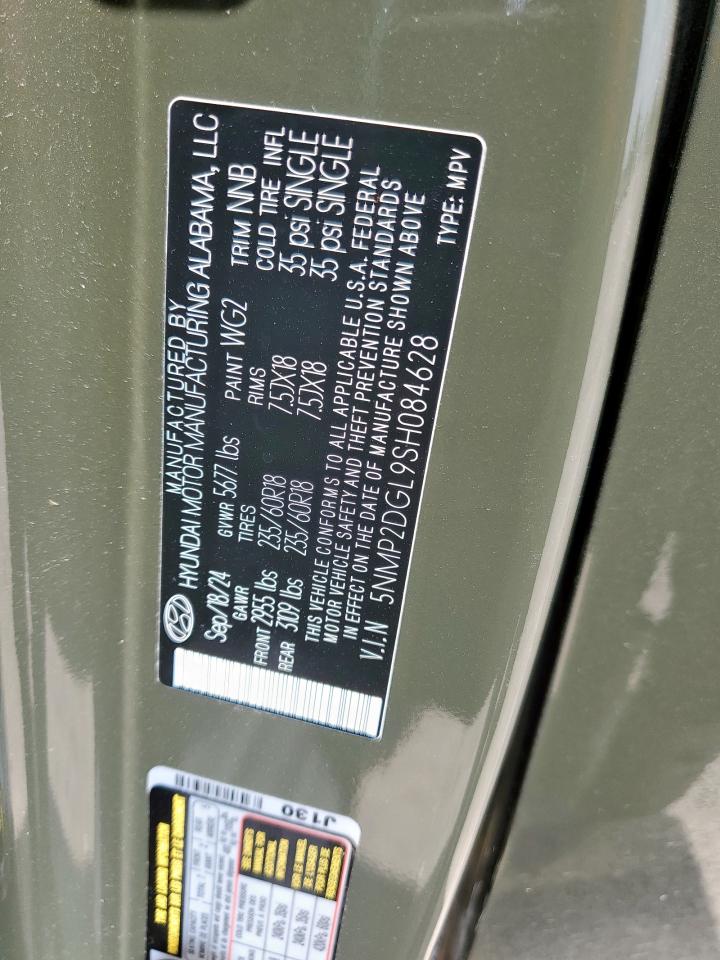 MANUFACTURED BY
HYUNDAI MOTOR MANUFACTURING ALABAMA, LLC
Sep/18/24 GVWR 5677 lbs PAINT WG2 TRIM NNB
GAWR TIRES RIMS COLD TIRE INFL
FRONT 2955 lbs 235/60R18 7.5JX18 35 psi SINGLE
REAR 3109 lbs 235/60R18 7.5JX18 35 psi SINGLE
THIS VEHICLE CONFORMS TO ALL APPLICABLE U.S.A. FEDERAL
MOTOR VEHICLE SAFETY AND THEFT PREVENTION STANDARDS
IN EFFECT ON THE DATE OF MANUFACTURE SHOWN ABOVE
V.I.N 5NMP2DGL9SH084628 TYPE: MPV
J130